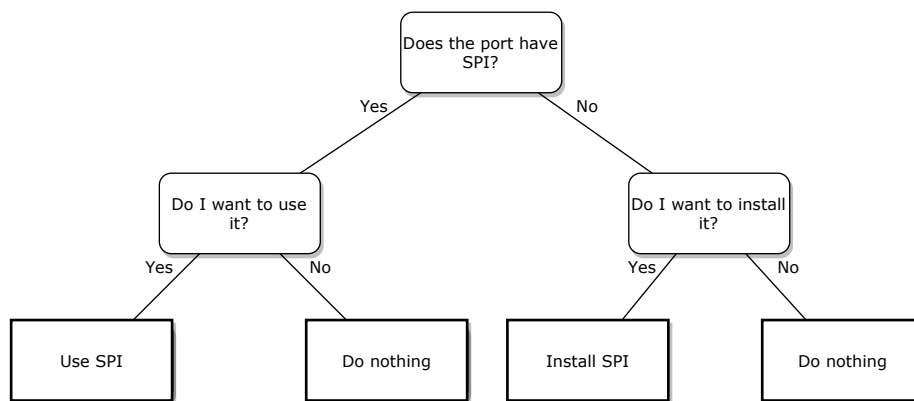 Does the port have
SPI?
Yes
No
Do I want to use
it?
Do I want to install
it?
Yes
No
Yes
No
Use SPI
Do nothing
Install SPI
Do nothing